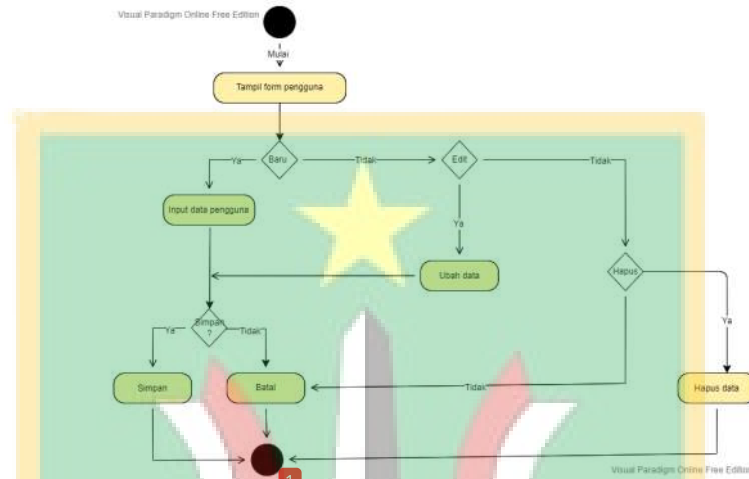 Visual Paradigm Online Free Edition
Mulai
Tampil form pengguna
Ya
Baru
Tidak
Edit
Tidak
Input data pengguna
Ya
Ubah data
Hapus
Simpan
?
Ya
Tidak
Ya
Simpan
Batal
Tidak
Hapus data
1
Visual Paradigm Online Free Edition